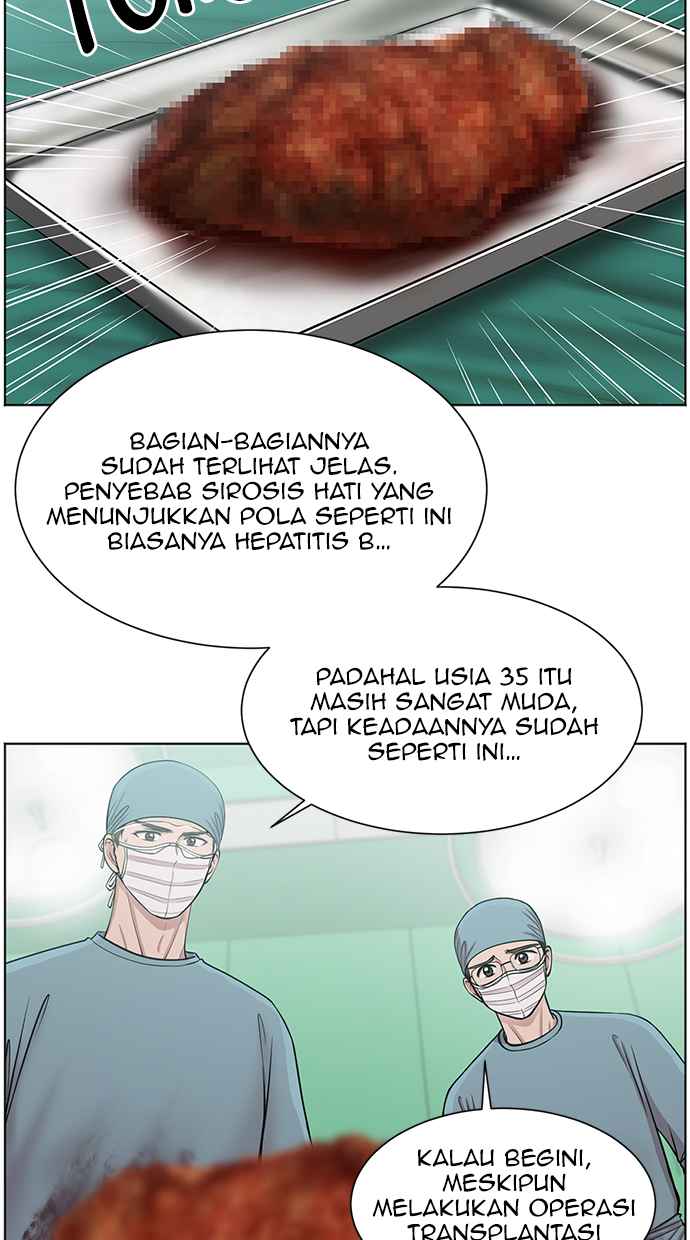 BAGIAN-BAGIANNYA
SUDAH TERLIHAT JELAS.
PENYEBAB SIROSIS HATI YANG
MENUNJUKKAN POLA SEPERTI INI
BIASANYA HEPATITIS B...
PADAHAL USIA 35 ITU
MASIH SANGAT MUDA,
TAPI KEADAANNYA SUDAH
SEPERTI INI...
KALAU BEGINI,
MESKIPUN
MELAKUKAN OPERASI
TRANSPLANTASI